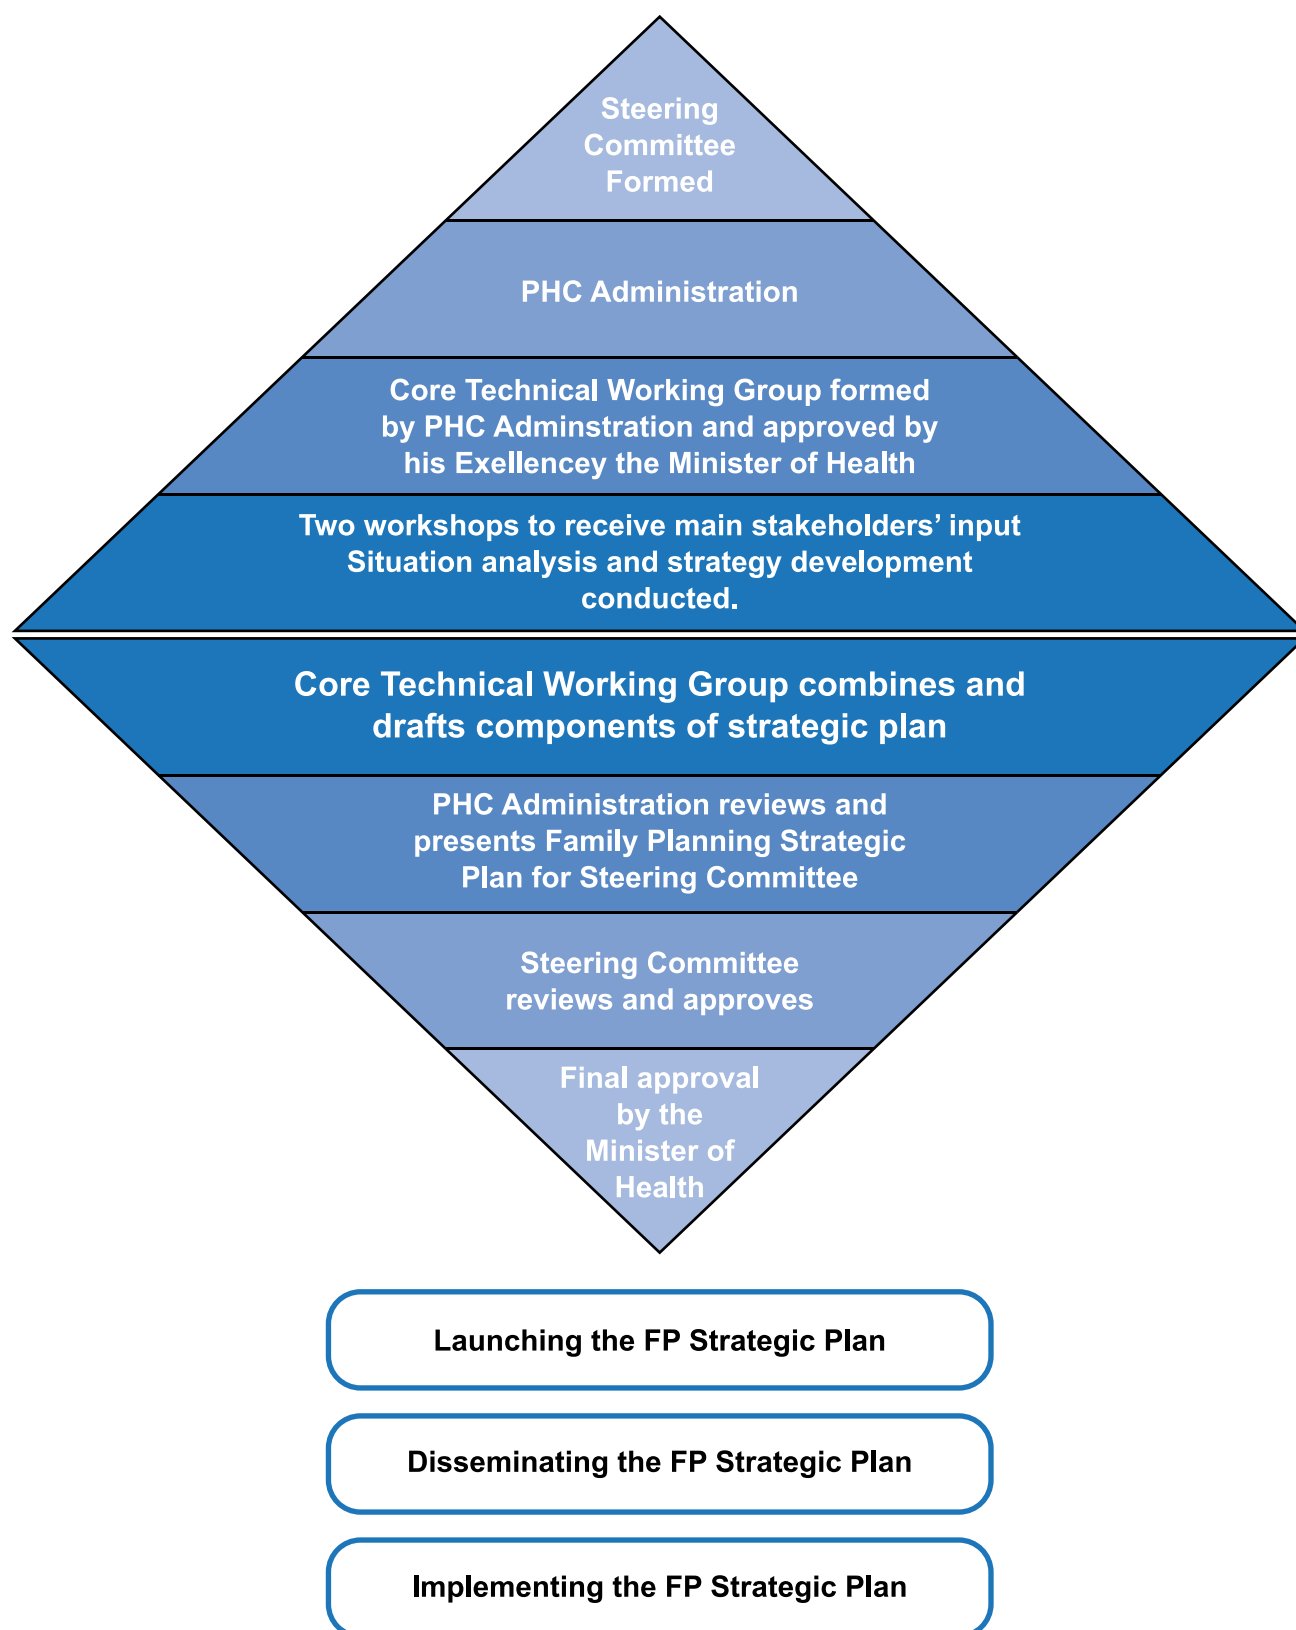 Steering
Committee
Formed
PHC Administration
Core Technical Working Group formed
by PHC Adminstration and approved by
his Exellencey the Minister of Health
Two workshops to receive main stakeholders’ input
Situation analysis and strategy development
conducted.
Core Technical Working Group combines and
drafts components of strategic plan
PHC Administration reviews and
presents Family Planning Strategic
Plan for Steering Committee
Steering Committee
reviews and approves
Final approval
by the
Minister of
Health
Launching the FP Strategic Plan
Disseminating the FP Strategic Plan
Implementing the FP Strategic Plan